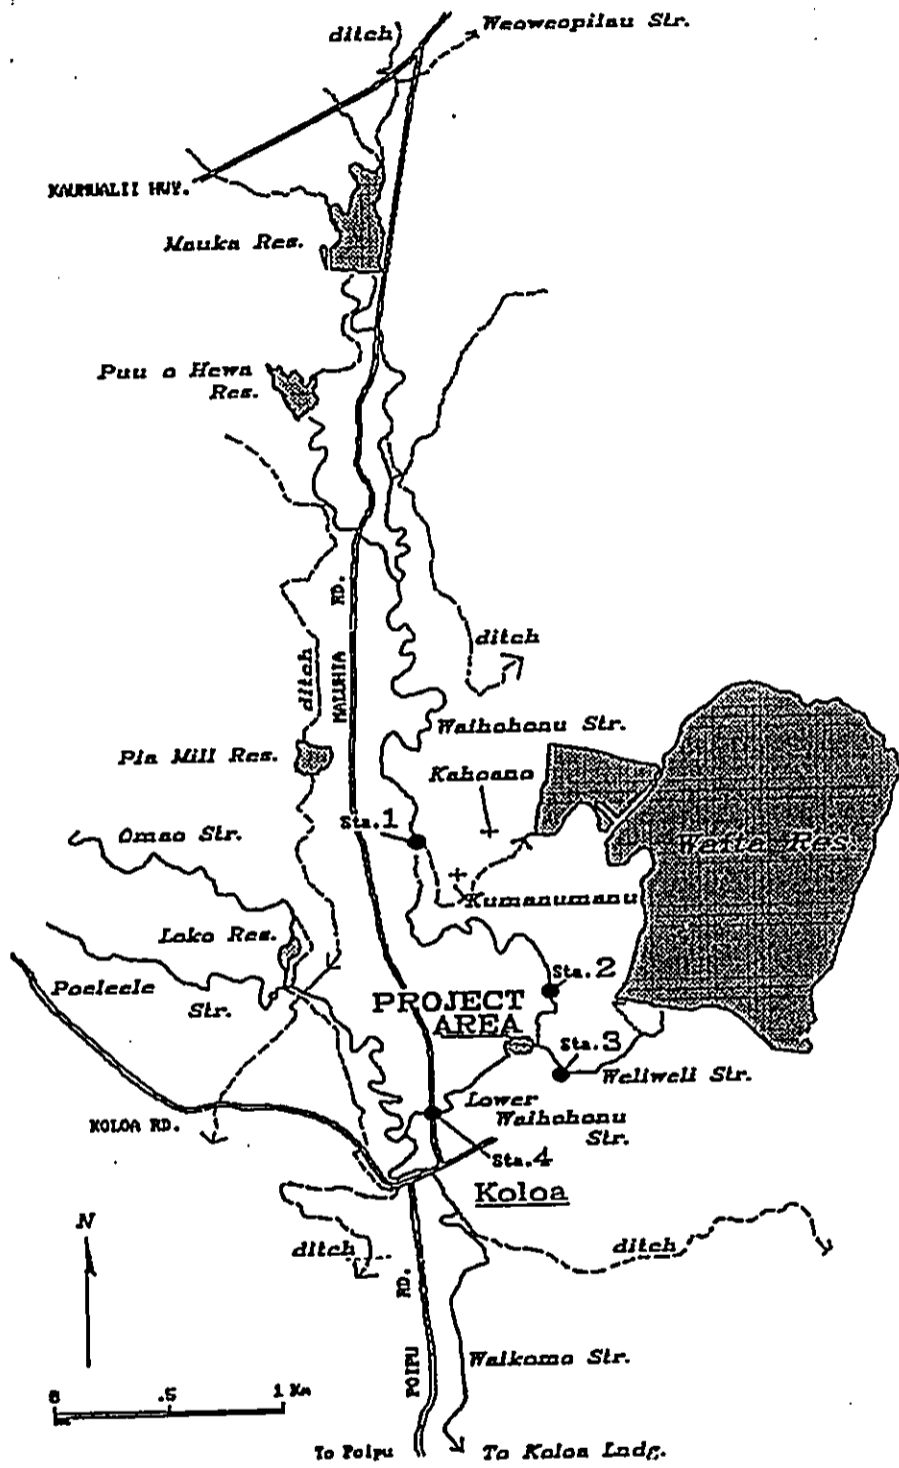 ditch
Weoweopilau Str.
KAUMUALII HWY.
Mauka Res.
Puu o Hewa
Res.
ditch
MALUHIA RD.
ditch
Waihohonu Str.
Pia Mill Res.
Kahoano
Sta.1
Omao Str.
Waita Res
Kumanumanu
Loko Res.
Sta.2
Poeleele
Str.
PROJECT
AREA
Sta.3
Weliweli Str.
Lower
Waihohonu
Str.
KOLOA RD.
Sta.4
Koloa
N
ditch
ditch
POIPU RD.
Waikomo Str.
0 .5 1 Km
To Poipu
To Koloa Lndg.